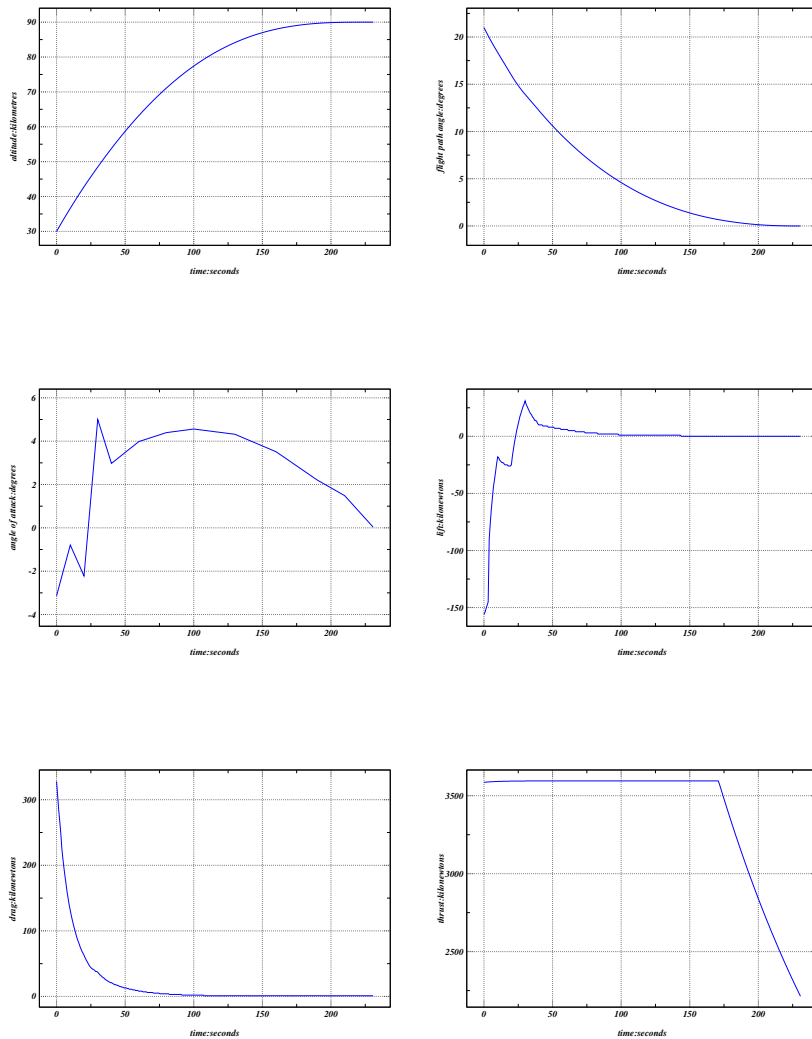 90
80
70
60
50
40
30
altitude:kilometres
0 50 100 150 200
time:seconds
20
15
10
5
0
flight path angle:degrees
0 50 100 150 200
time:seconds
6
4
2
0
-2
-4
angle of attack:degrees
0 50 100 150 200
time:seconds
0
-50
-100
-150
lift:kilonewtons
0 50 100 150 200
time:seconds
300
200
100
0
drag:kilonewtons
0 50 100 150 200
time:seconds
3500
3000
2500
thrust:kilonewtons
0 50 100 150 200
time:seconds